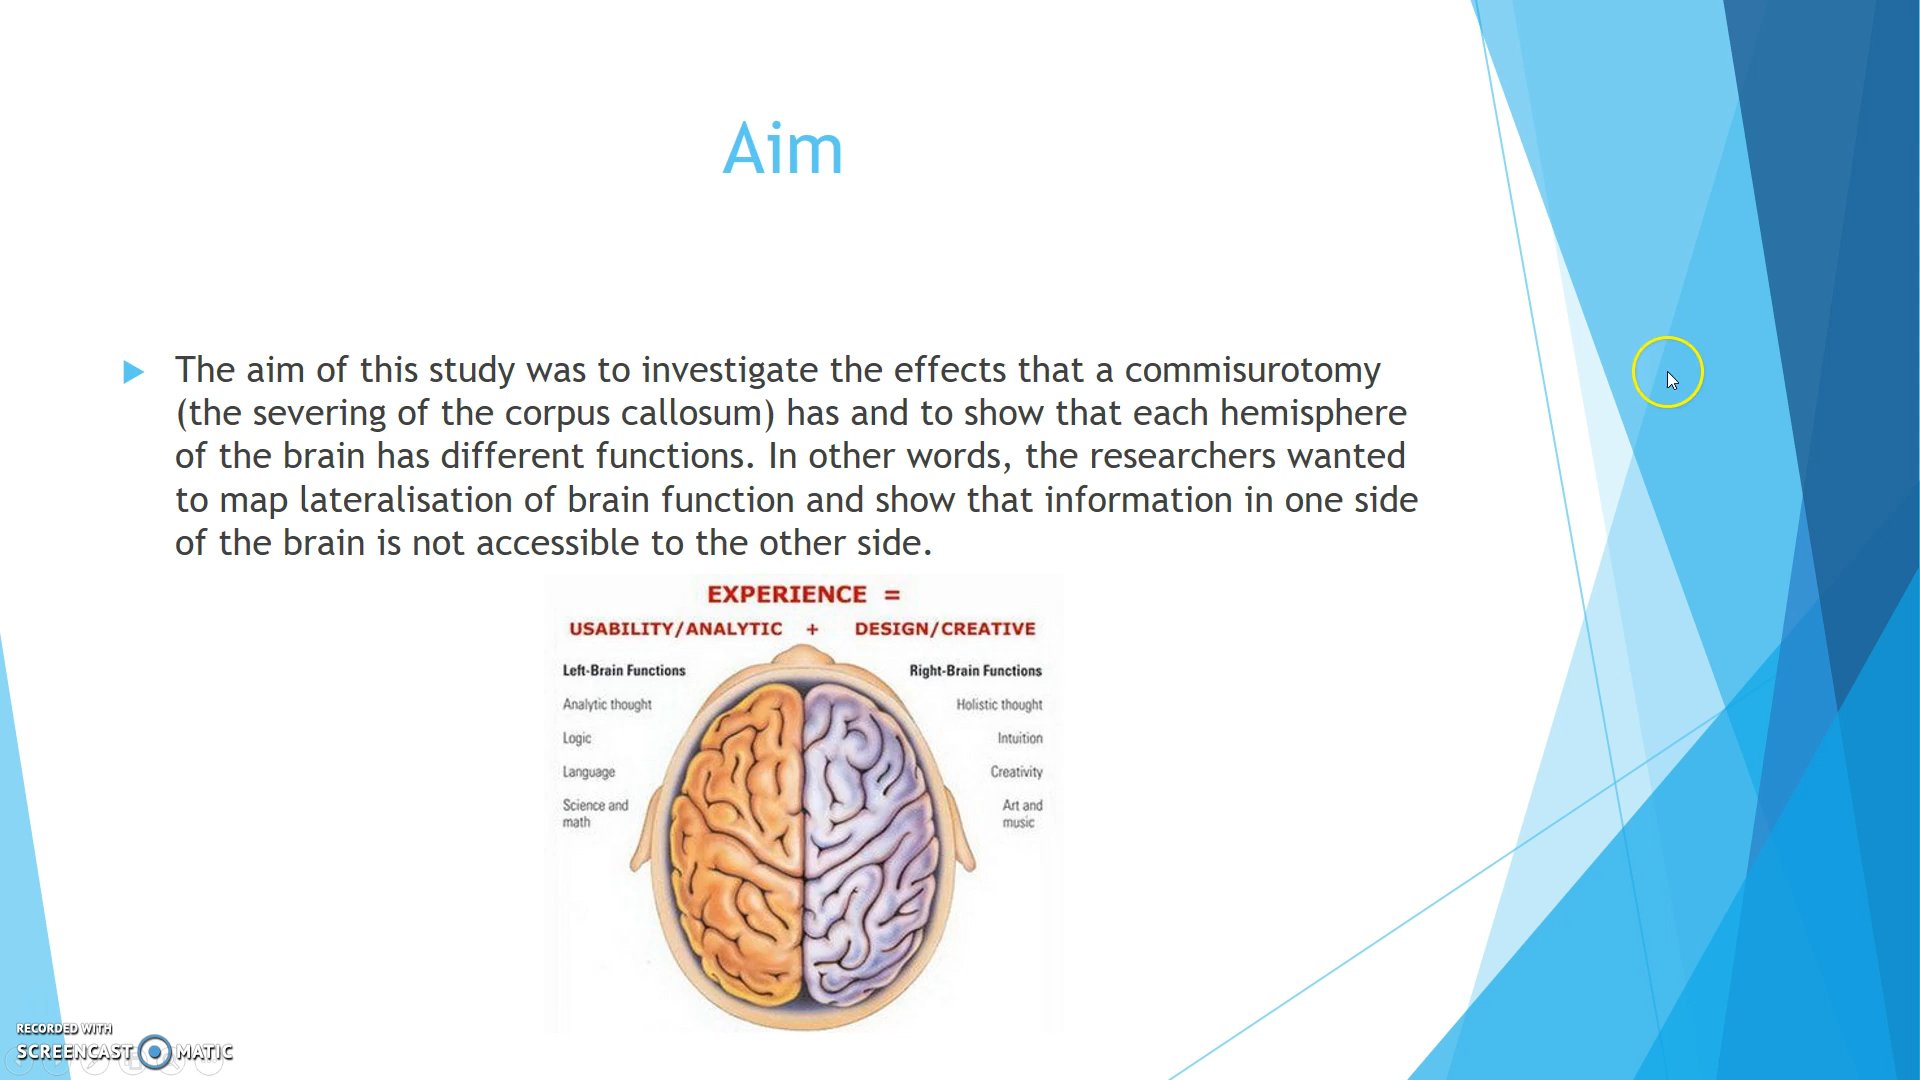 Aim
The aim of this study was to investigate the effects that a commisurotomy
(the severing of the corpus callosum) has and to show that each hemisphere
of the brain has different functions. In other words, the researchers wanted
to map lateralisation of brain function and show that information in one side
of the brain is not accessible to the other side.
EXPERIENCE =
USABILITY/ANALYTIC + DESIGN/CREATIVE
Left-Brain Functions
Analytic thought
Logic
Language
Science and
math
Right-Brain Functions
Holistic thought
Intuition
Creativity
Art and
music
RECORDED WITH
SCREENCAST MATIC